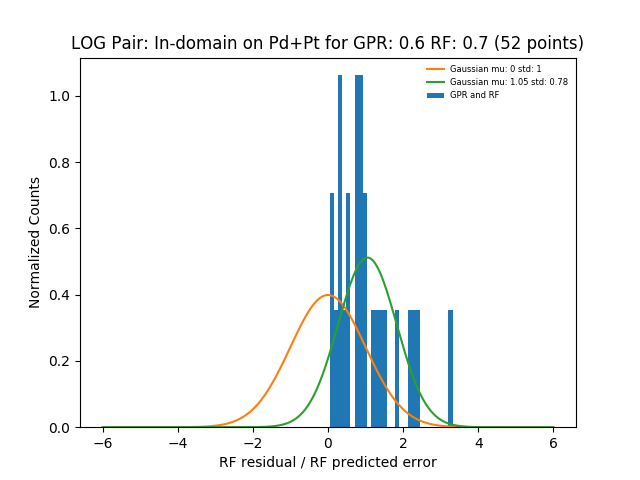 LOG Pair: In-domain on Pd+Pt for GPR: 0.6 RF: 0.7 (52 points)
Gaussian mu: 0 std: 1
Gaussian mu: 1.05 std: 0.78
GPR and RF
1.0
0.8
0.6
0.4
0.2
0.0
Normalized Counts
−6 −4 −2 0 2 4 6
RF residual / RF predicted error